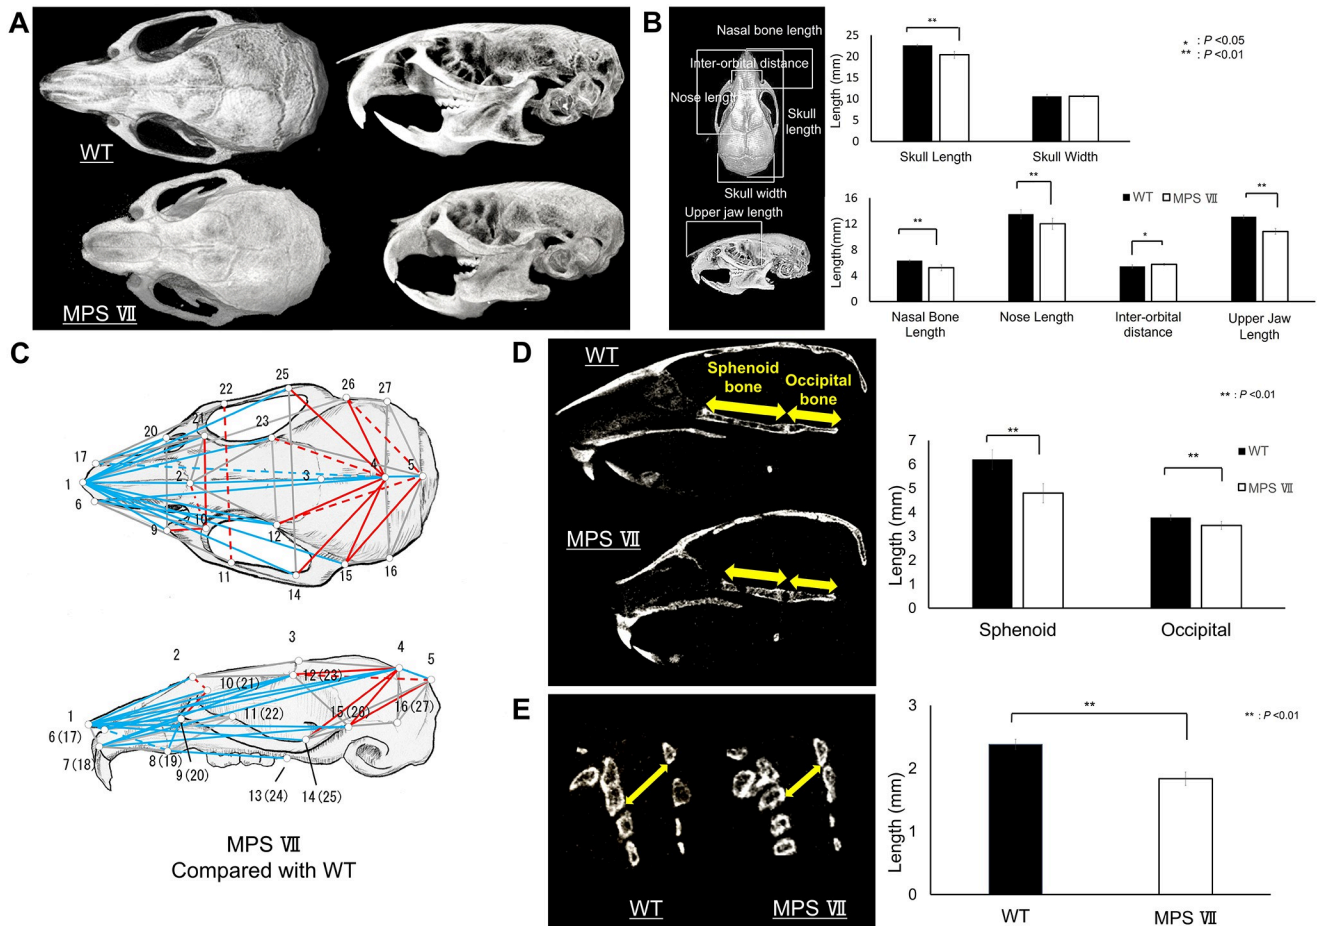 A
WT
MPS Ⅶ
B
Nasal bone length
Inter-orbital distance
Nose length
Skull
length
Skull width
Upper jaw length
Length (mm)
25
20
15
10
5
0
**
Skull Length
Skull Width
* : P <0.05
** : P <0.01
Length(mm)
16
12
8
4
0
**
**
*
**
WT
MPS Ⅶ
Nasal Bone
Length
Nose Length
Inter-orbital
distance
Upper Jaw
Length
C
25
26
27
22
20
21
23
17
1
2
3
4
5
6
9
10
12
11
14
15
16
3
2
4
5
10(21)
12(23)
1
11(22)
15(26)
16(27)
6(17)
7(18)
8(19)
9(20)
13(24)
14(25)
MPS Ⅶ
Compared with WT
D
WT
Sphenoid
bone
Occipital
bone
MPS Ⅶ
** : P <0.01
Length (mm)
7
6
5
4
3
2
1
0
**
**
WT
MPS Ⅶ
Sphenoid
Occipital
E
WT
MPS Ⅶ
Length (mm)
3
2
1
0
**
** : P <0.01
WT
MPS Ⅶ